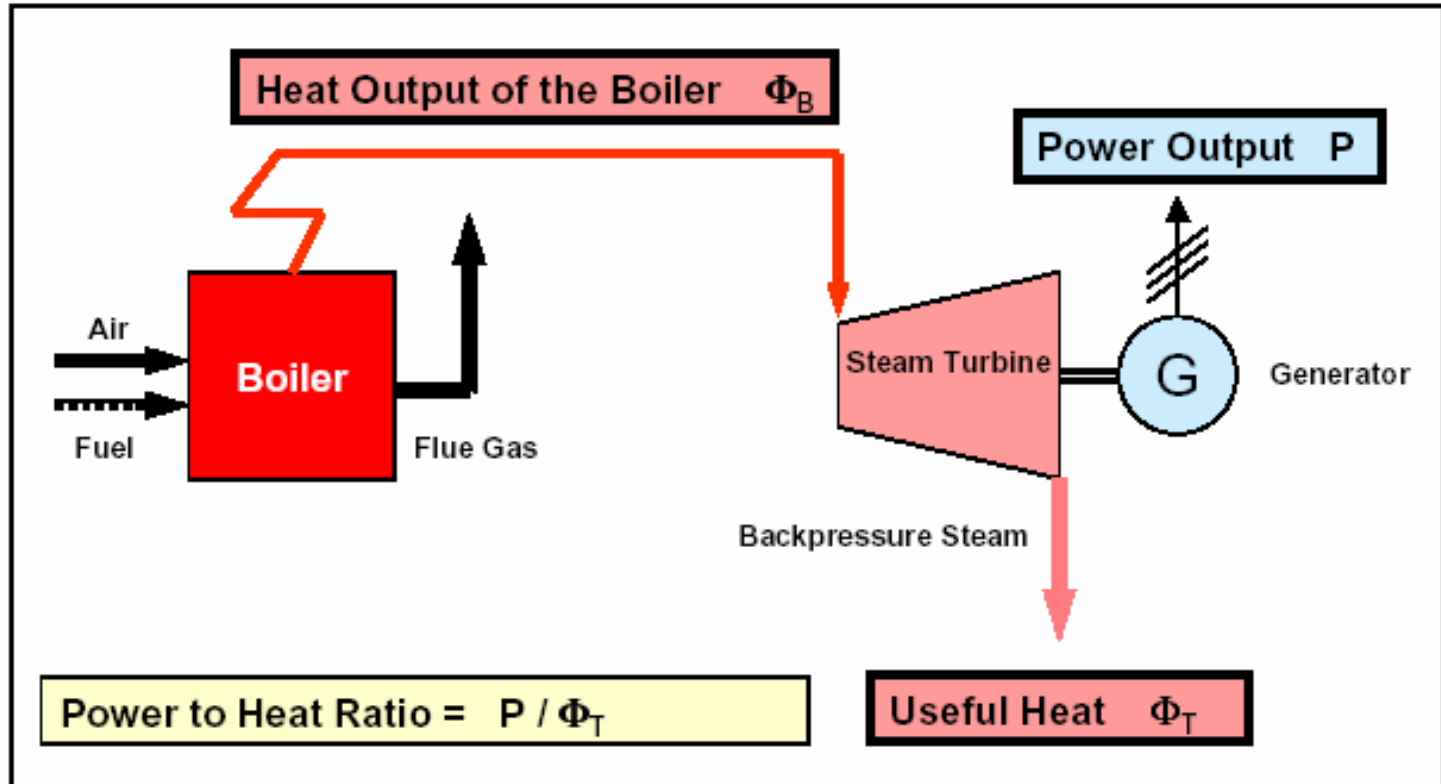 Heat Output of the Boiler Φ_B
Power Output P
Air
Boiler
Steam Turbine
G
Generator
Fuel
Flue Gas
Backpressure Steam
Power to Heat Ratio = P / Φ_T
Useful Heat Φ_T